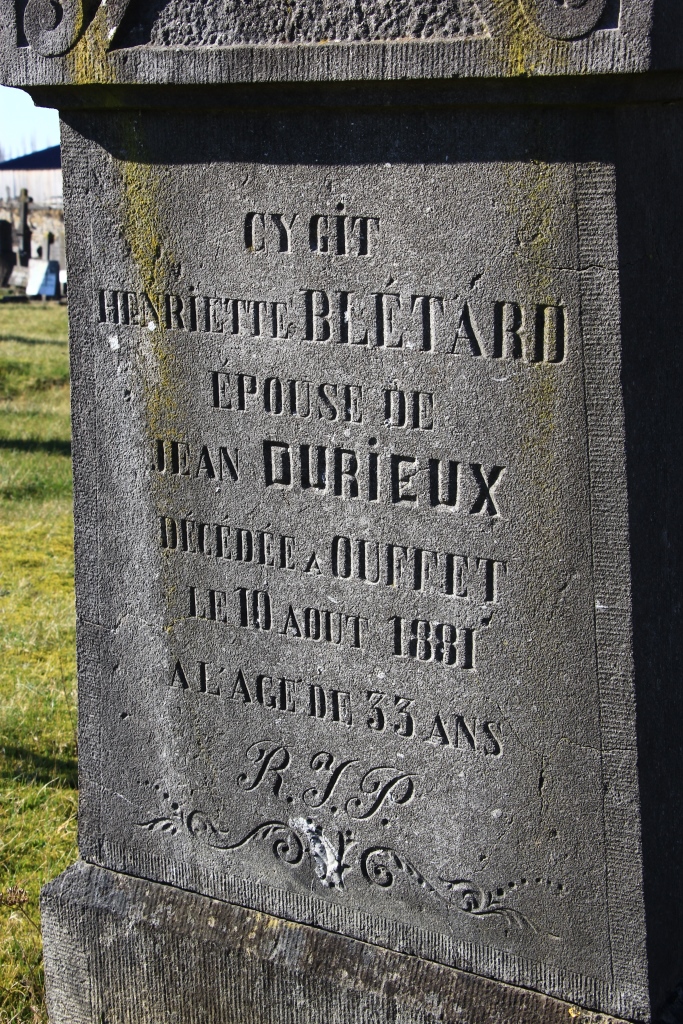 CY GiT
HENRiETTE BLÉTARD
ÉPOUSE DE
JEAN DURiEUX
DÉCÉDÉE A OUFFET
LE 10 AOUT 1881
A L'AGE DE 33 ANS
R.I.P.